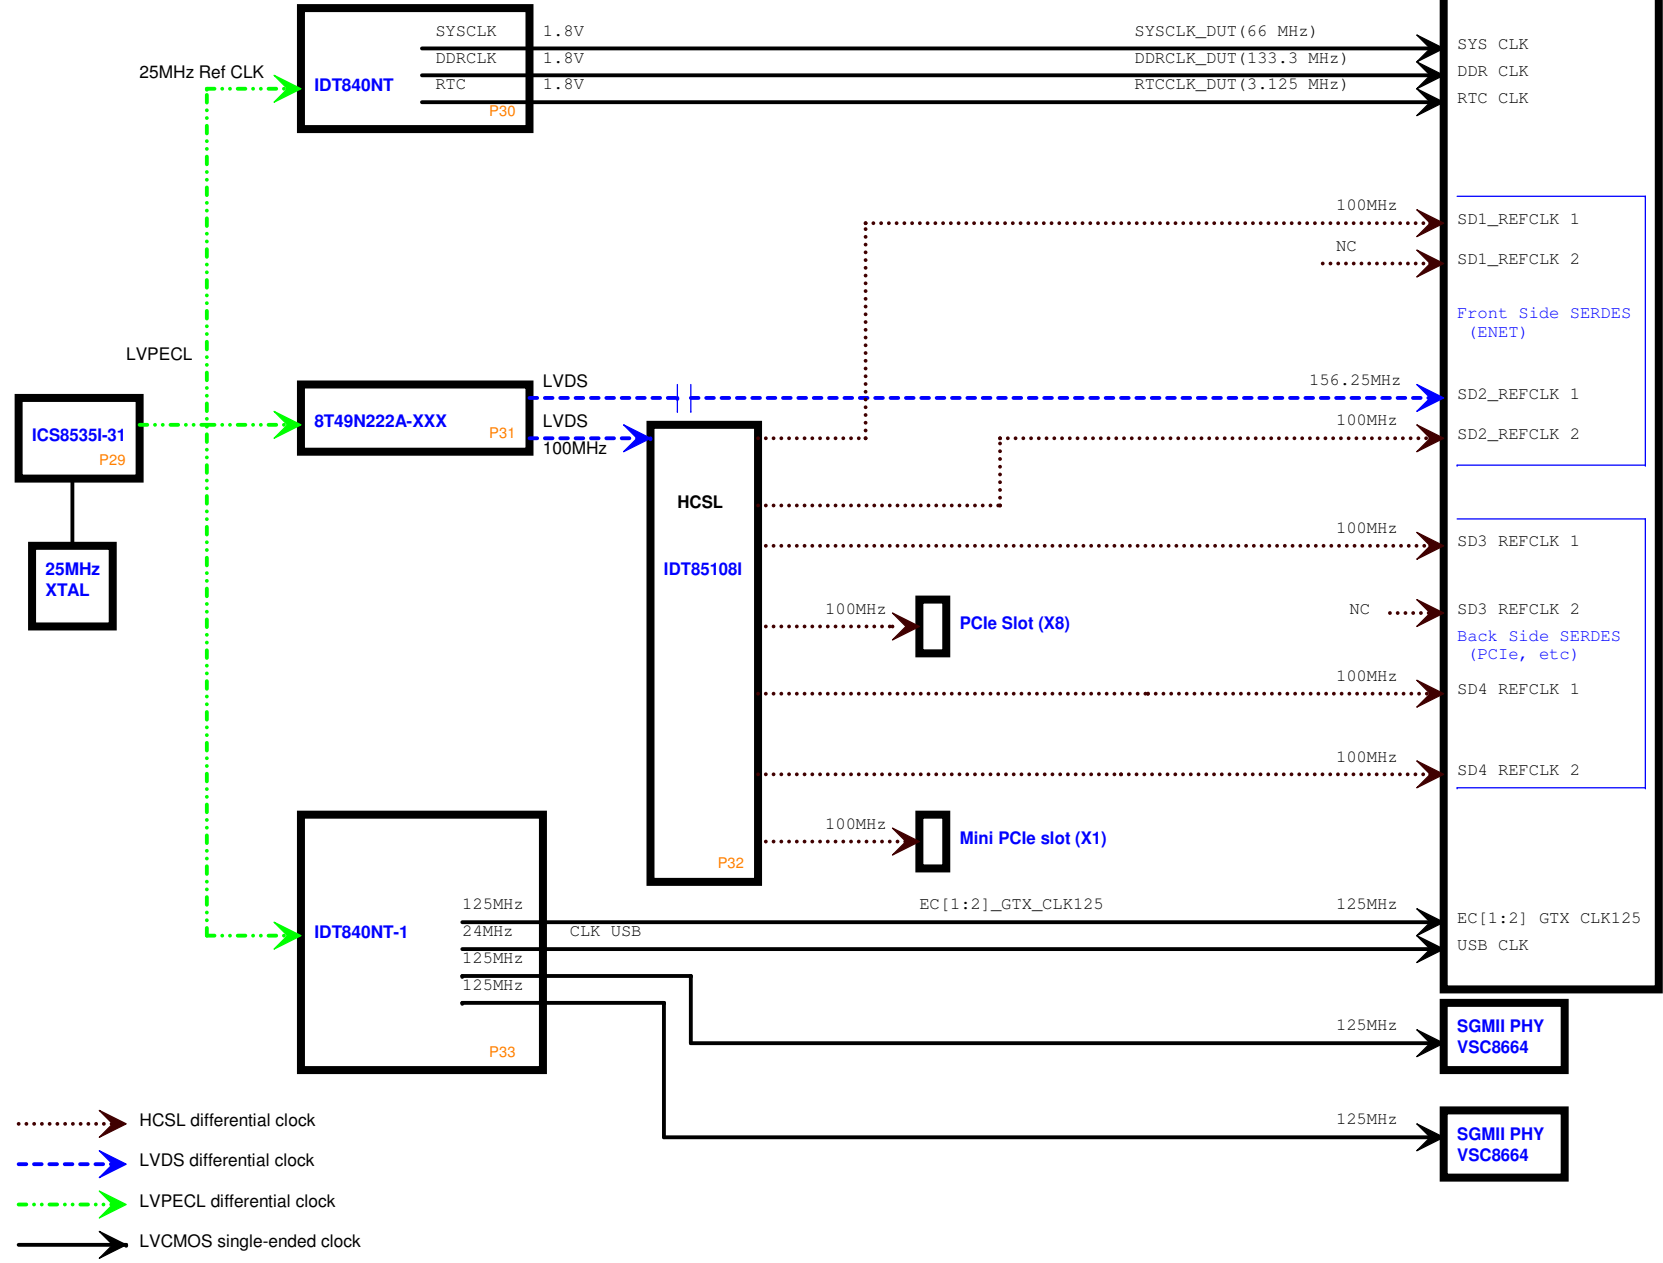 SYSCLK 1.8V SYSCLK_DUT(66 MHz) SYS CLK
DDRCLK 1.8V DDRCLK_DUT(133.3 MHz) DDR CLK
25MHz Ref CLK
IDT840NT RTC 1.8V RTCCLK_DUT(3.125 MHz) RTC CLK
P30
100MHz SD1_REFCLK 1
NC SD1_REFCLK 2
Front Side SERDES
(ENET)
LVPECL
LVDS 156.25MHz SD2_REFCLK 1
8T49N222A-XXX P31 LVDS 100MHz SD2_REFCLK 2
100MHz
ICS8535I-31
P29
HCSL
100MHz SD3 REFCLK 1
25MHz
XTAL
IDT85108I
100MHz PCIe Slot (X8) NC SD3 REFCLK 2
Back Side SERDES
(PCIe, etc)
100MHz SD4 REFCLK 1
100MHz SD4 REFCLK 2
100MHz Mini PCIe slot (X1)
P32
125MHz EC[1:2]_GTX_CLK125 125MHz EC[1:2] GTX CLK125
IDT840NT-1 24MHz CLK USB USB CLK
125MHz
125MHz
P33
125MHz SGMII PHY
VSC8664
HCSL differential clock
125MHz SGMII PHY
VSC8664
LVDS differential clock
LVPECL differential clock
LVCMOS single-ended clock